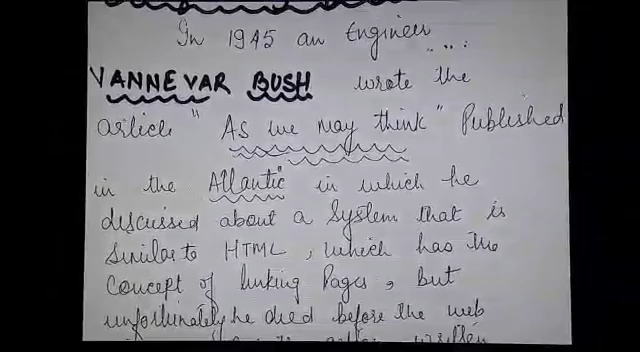 In 1945 an Engineer
VANNEVAR BUSH wrote the
article "As we may think" Published
in the Atlantic in which he
discussed about a System that is
Similar to HTML, which has the
Concept of linking Pages, But
unfortunately he died before the web
written